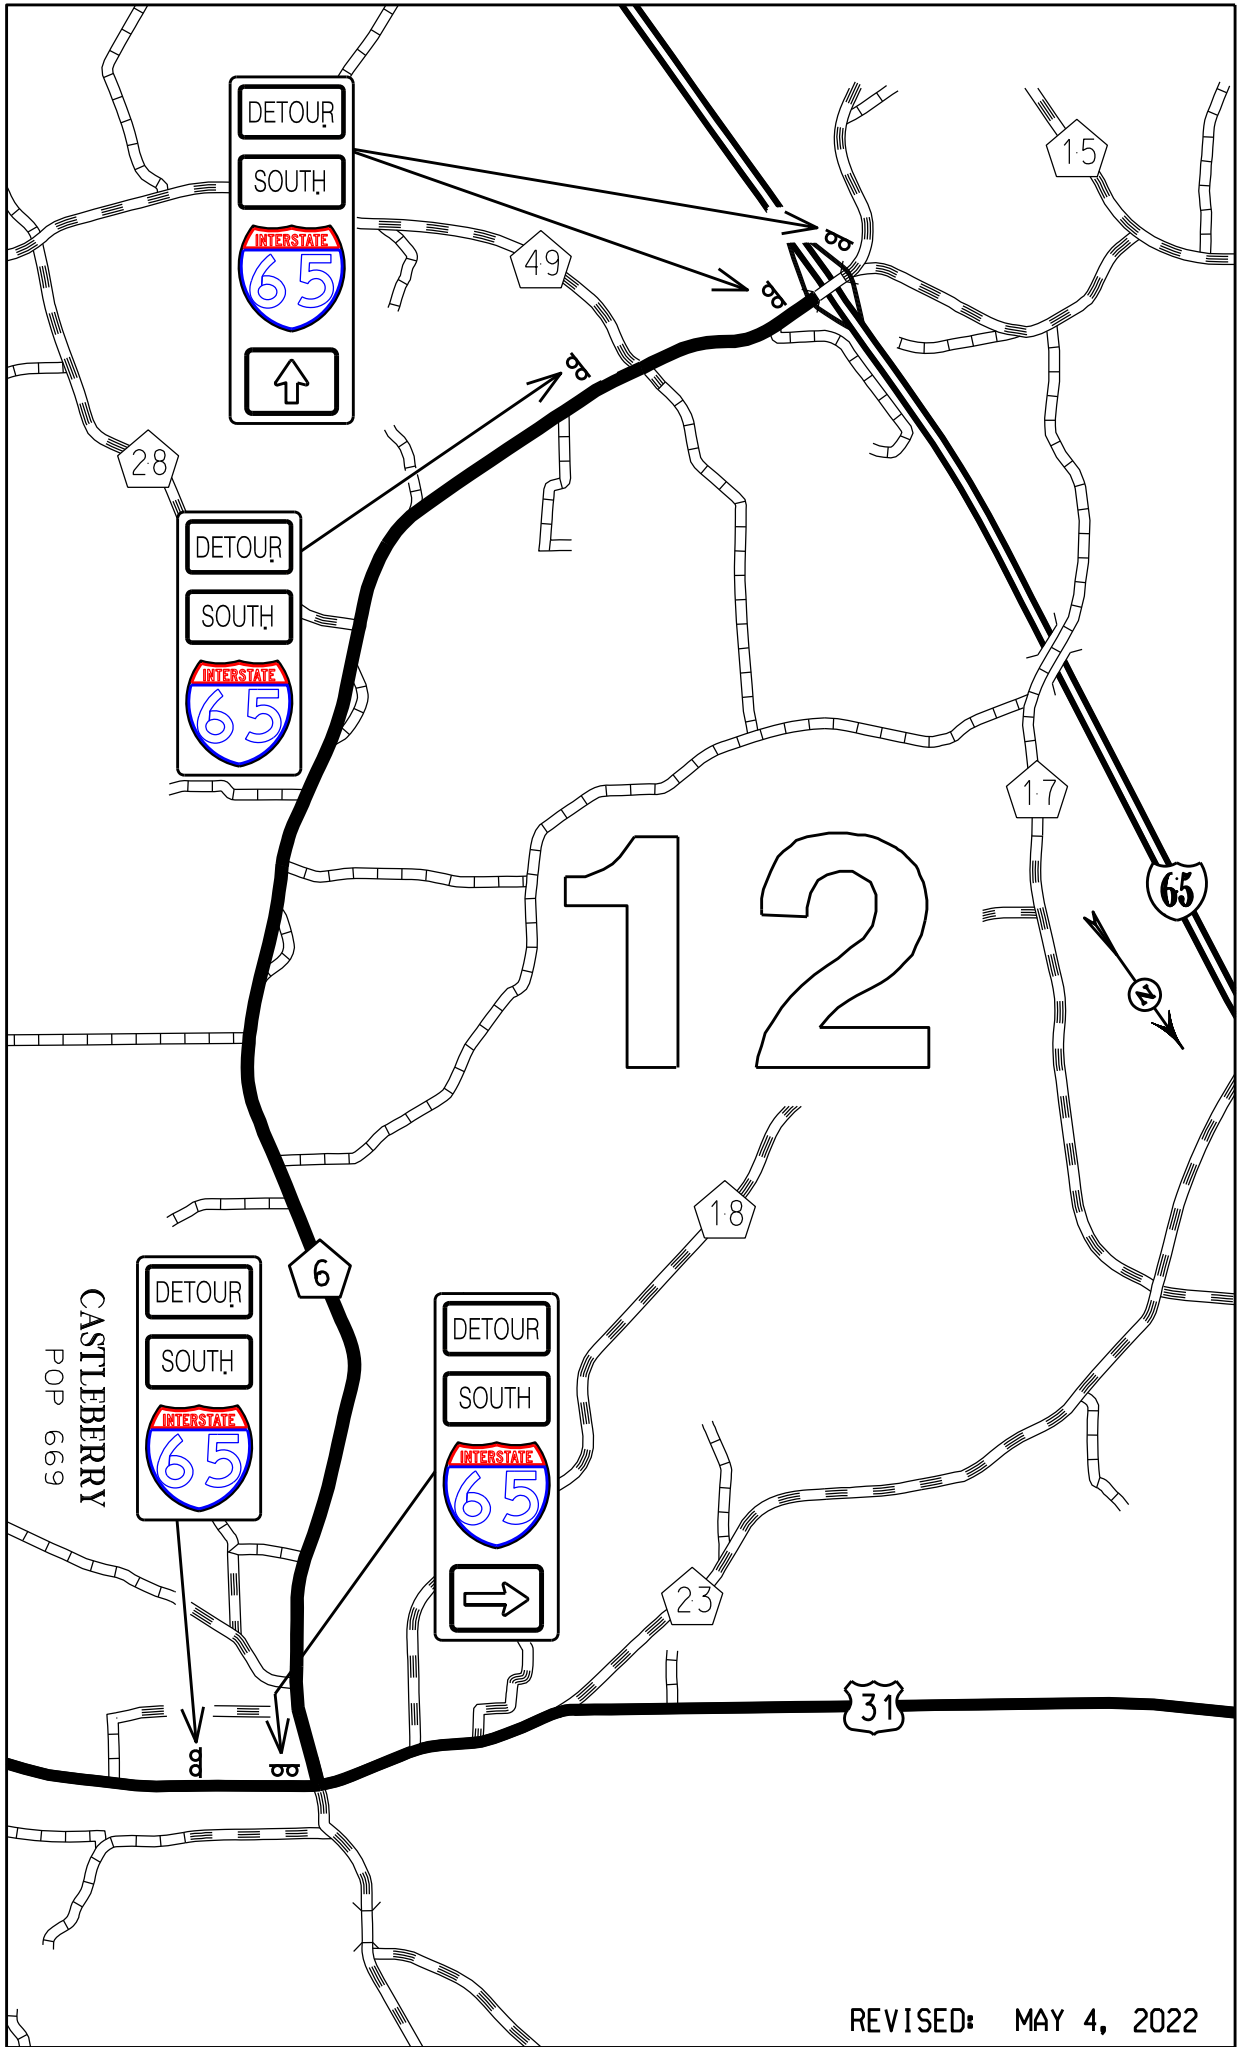 DETOUR
SOUTH
INTERSTATE
65
15
49
28
DETOUR
SOUTH
INTERSTATE
65
17
12
65
N
18
6
DETOUR
SOUTH
INTERSTATE
65
CASTLEBERRY
POP 669
DETOUR
SOUTH
INTERSTATE
65
23
31
REVISED: MAY 4, 2022